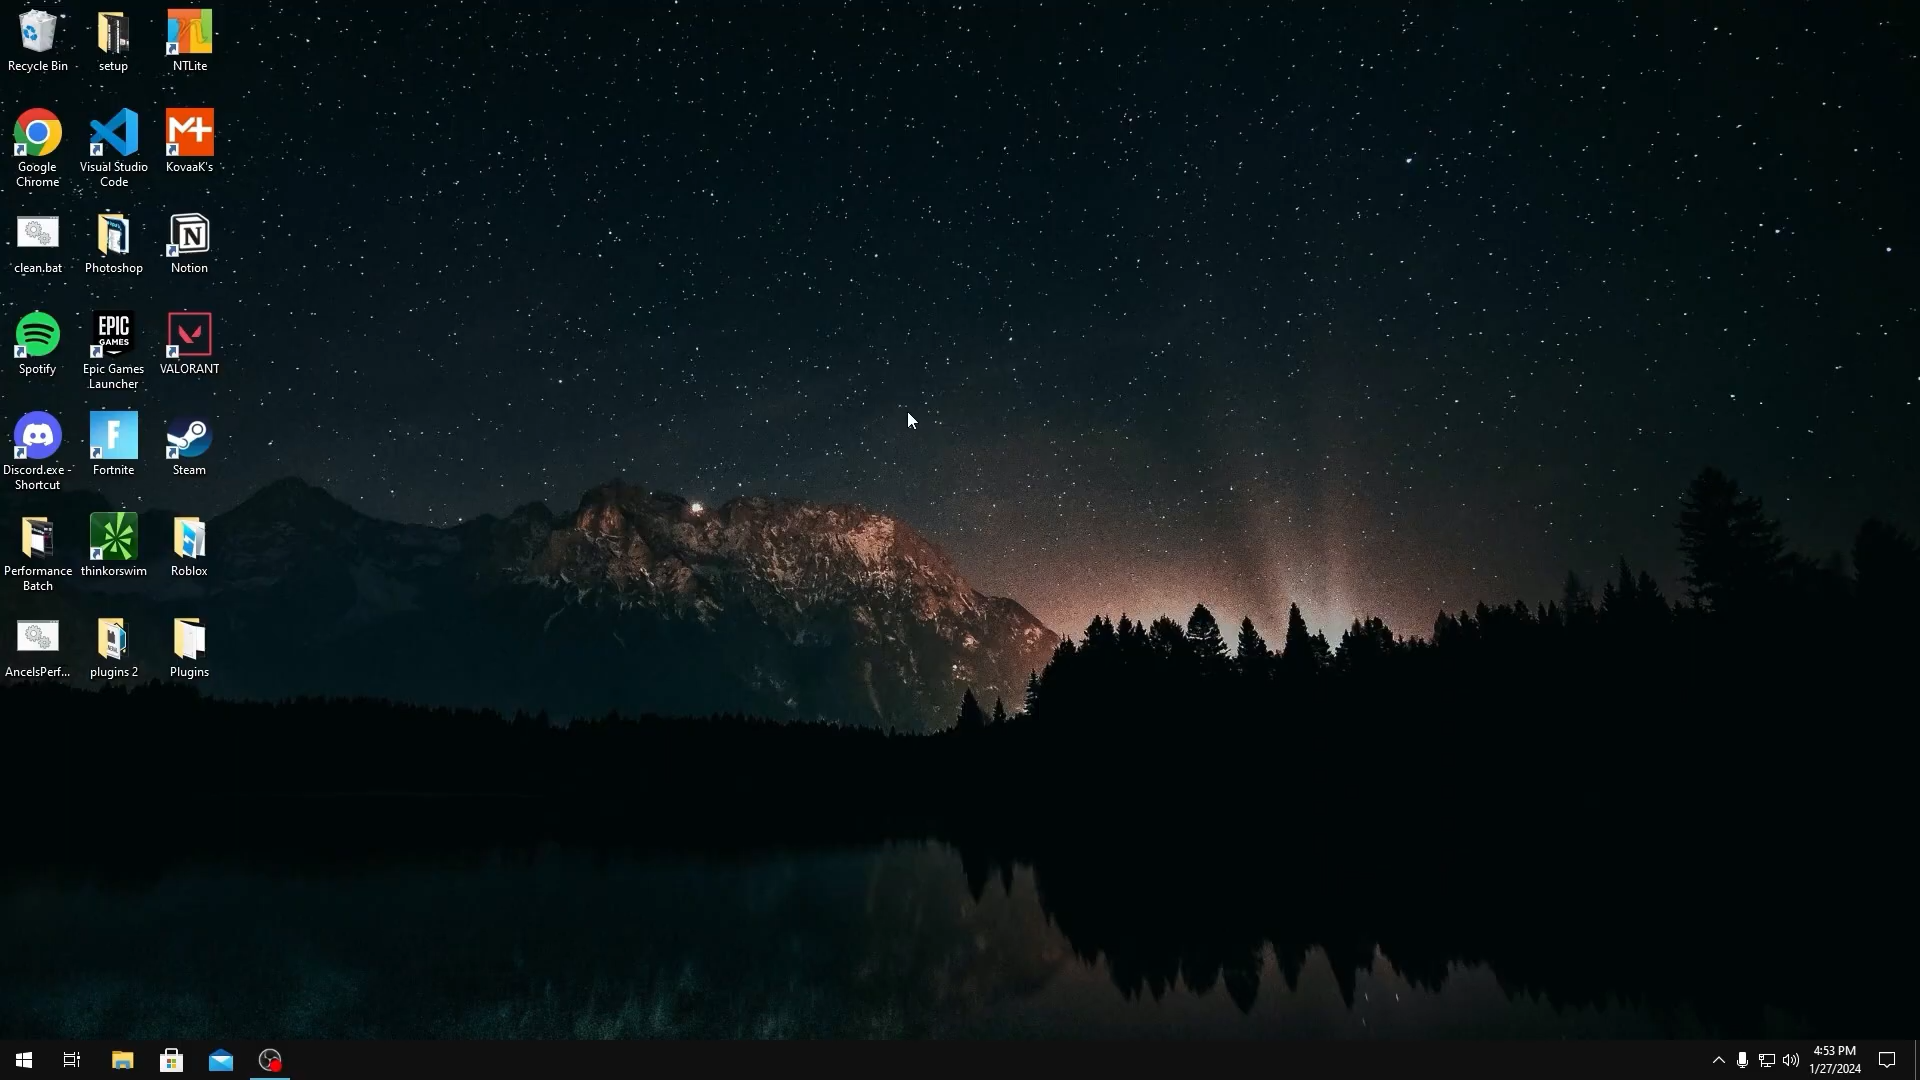 Recycle Bin
setup
NTLite
Google
Chrome
Visual Studio
Code
M+
KovaaK's
clean.bat
Photoshop
N
Notion
Spotify
EPIC
GAMES
Epic Games
Launcher
VALORANT
Discord.exe -
Shortcut
F
Fortnite
Steam
Performance
Batch
thinkorswim
Roblox
AncelsPerf...
plugins 2
Plugins
4:53 PM
1/27/2024